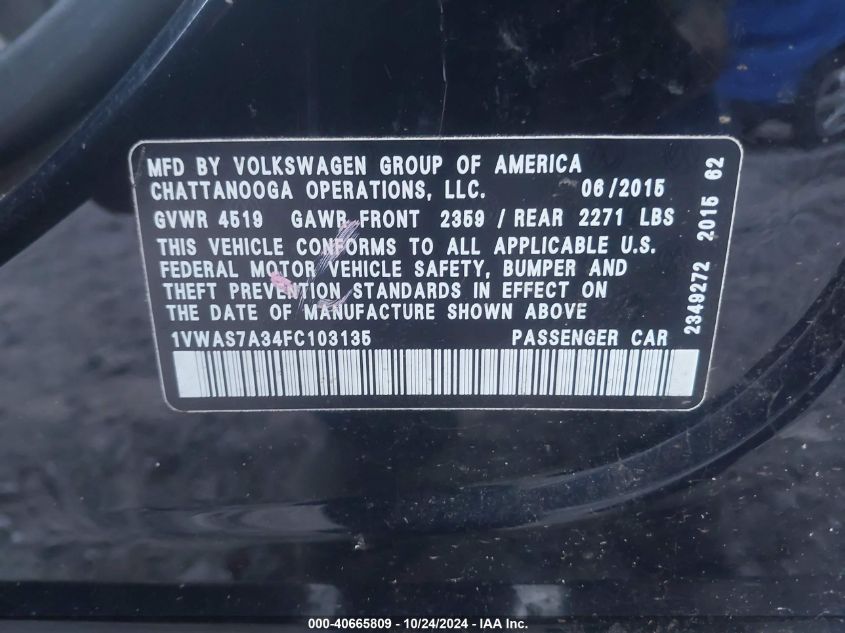 MFD BY VOLKSWAGEN GROUP OF AMERICA
CHATTANOOGA OPERATIONS, LLC. 06/2015
GVWR 4519 GAWR FRONT 2359 / REAR 2271 LBS
THIS VEHICLE CONFORMS TO ALL APPLICABLE U.S.
FEDERAL MOTOR VEHICLE SAFETY, BUMPER AND
THEFT PREVENTION STANDARDS IN EFFECT ON
THE DATE OF MANUFACTURE SHOWN ABOVE
1VWAS7A34FC103135 PASSENGER CAR
2349272 2015 62
000-40665809 - 10/24/2024 - IAA Inc.